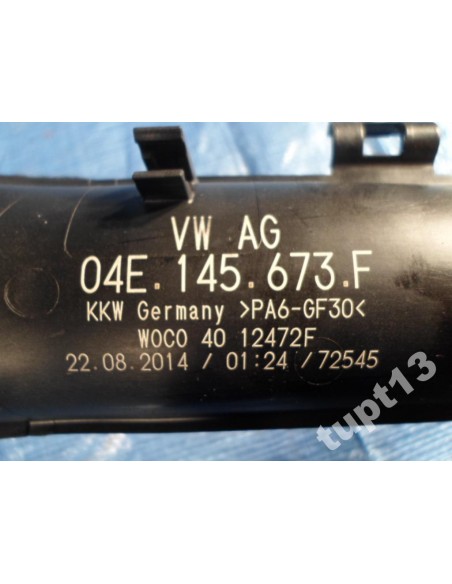 VW AG
04E.145.673.F
KKW Germany >PA6-GF30<
WOCO 40 12472F
22.08.2014 / 01:24 /72545
tupt13